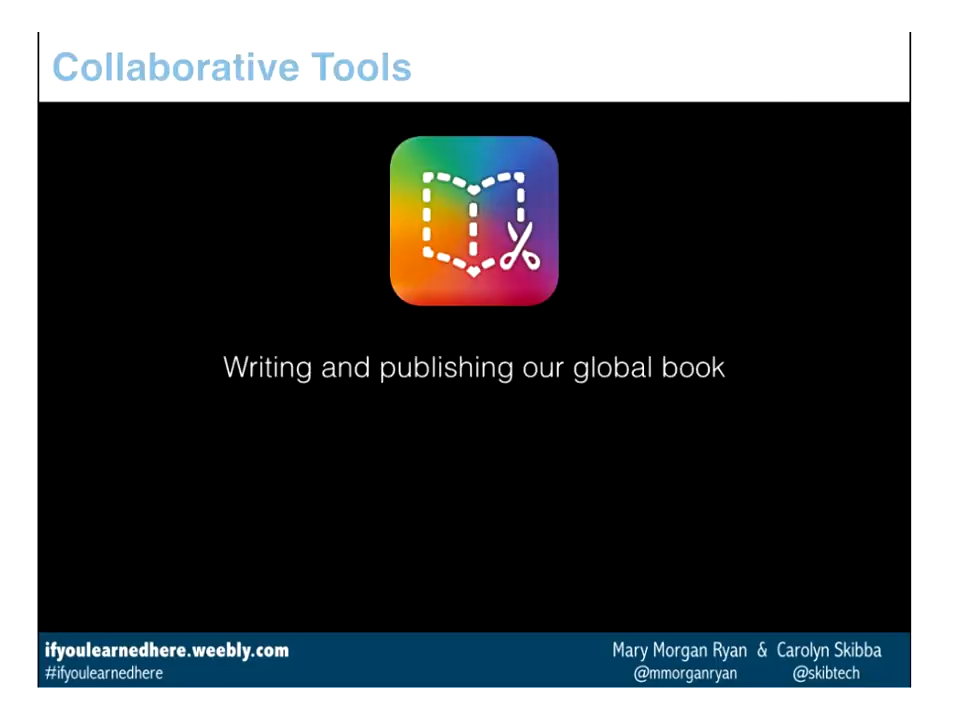 Collaborative Tools
Writing and publishing our global book
ifyoulearnedhere.weebly.com
#ifyoulearnedhere
Mary Morgan Ryan & Carolyn Skibba
@mmorganryan @skibtech